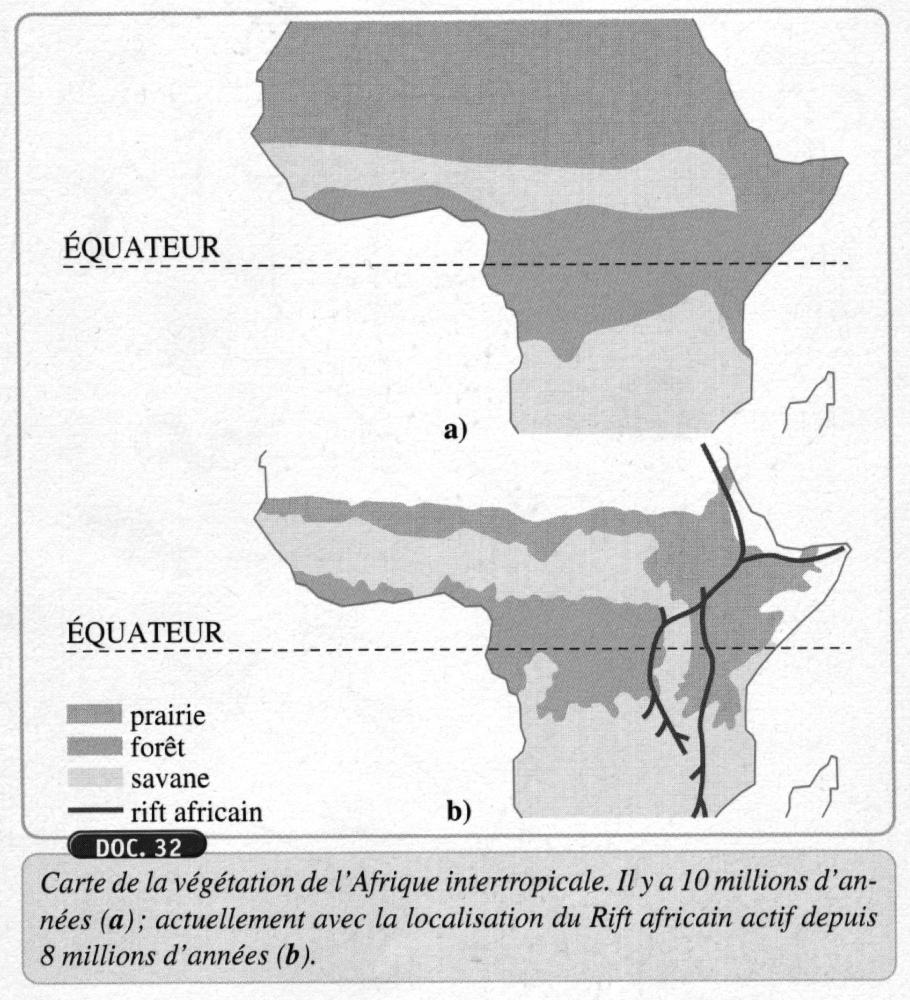 ÉQUATEUR
a)
ÉQUATEUR
prairie
forêt
savane
rift africain
b)
DOC. 32
Carte de la végétation de l'Afrique intertropicale. Il y a 10 millions d'an-
nées (a) ; actuellement avec la localisation du Rift africain actif depuis
8 millions d'années (b).